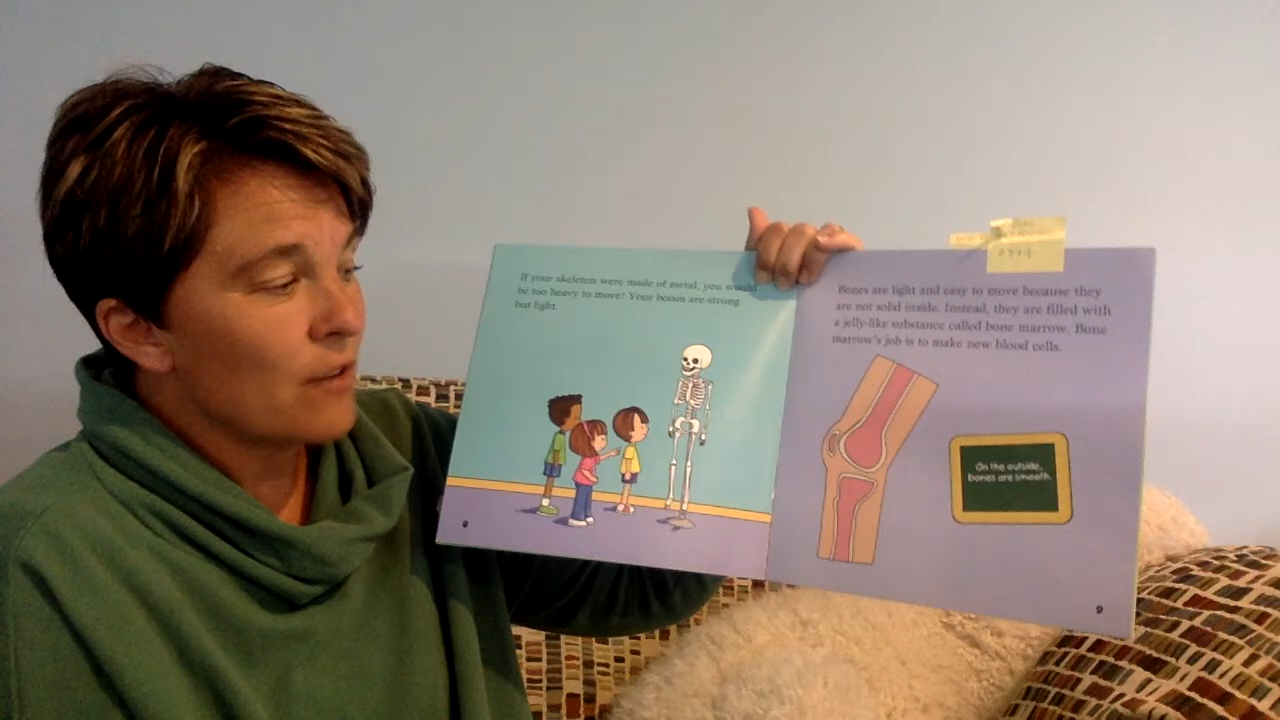 If your skeleton were made of metal, you would
be too heavy to move! Your bones are strong
but light.
8
Bones are light and easy to move because they
are not solid inside. Instead, they are filled with
a jelly-like substance called bone marrow. Bone
marrow's job is to make new blood cells.
On the outside,
bones are smooth.
9